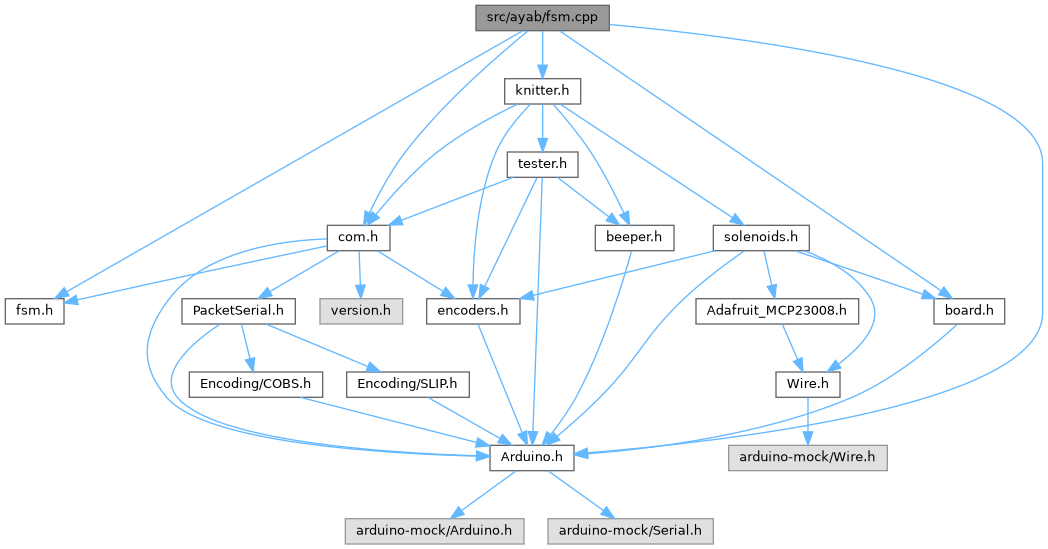 src/ayab/fsm.cpp
knitter.h
tester.h
com.h
beeper.h
solenoids.h
fsm.h
PacketSerial.h
version.h
encoders.h
Adafruit_MCP23008.h
board.h
Encoding/COBS.h
Encoding/SLIP.h
Wire.h
Arduino.h
arduino-mock/Wire.h
arduino-mock/Arduino.h
arduino-mock/Serial.h